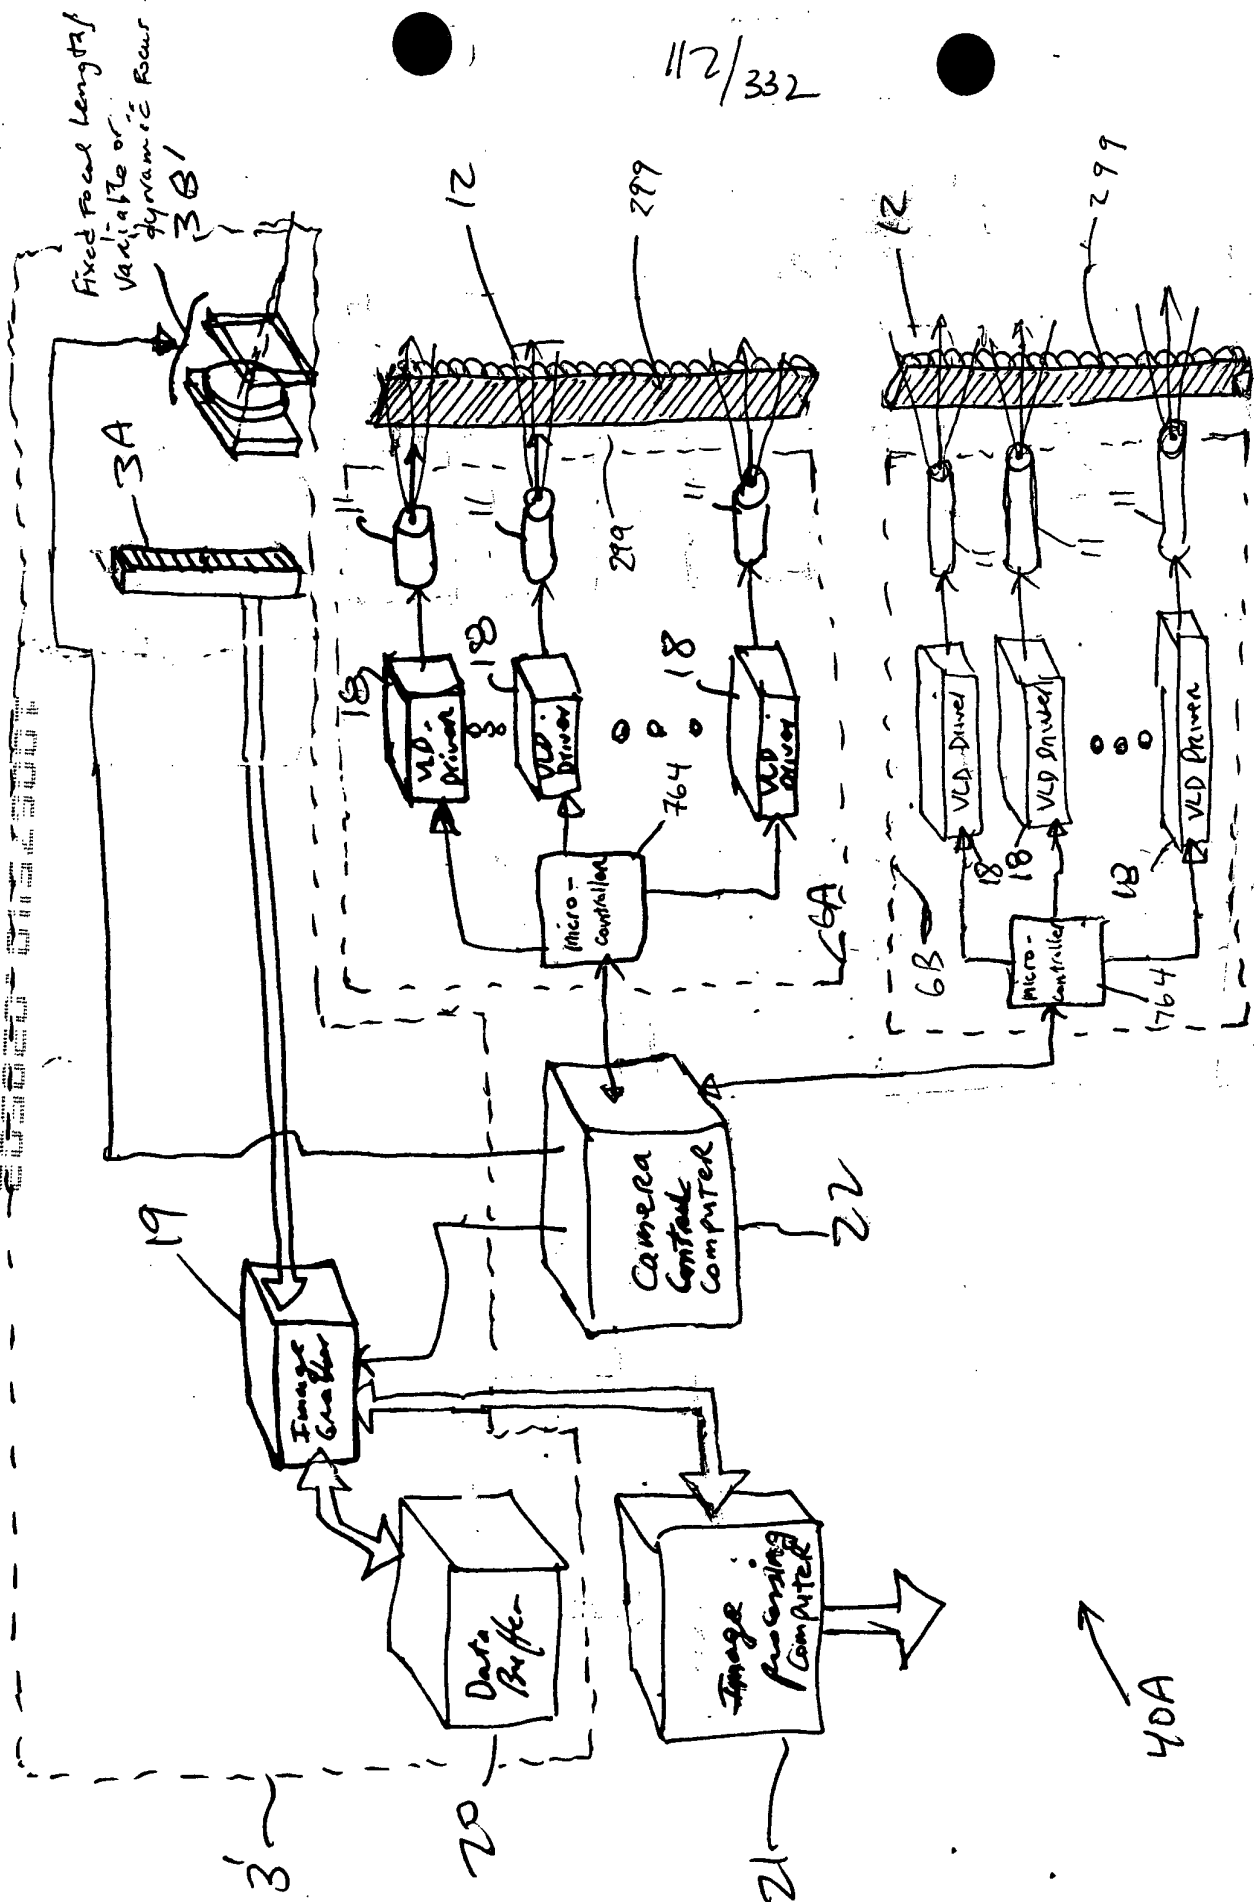 112/332
Fixed Focal Length/
Variable or
dynamic Focus
3B'
3A
12
299
12
299
11
11
11
299
11
11
11
18
VLD
Driver
18
VLD
Driver
18
VLD
Driver
764
Micro-
controller
6A
VLD Driver
18
VLD Driver
18
VLD Driver
18
6B
Micro-
controller
764
19
Image
Grabber
Camera
Control
Computer
22
Data
Buffer
20
Image
Processing
Computer
21
3'
40A